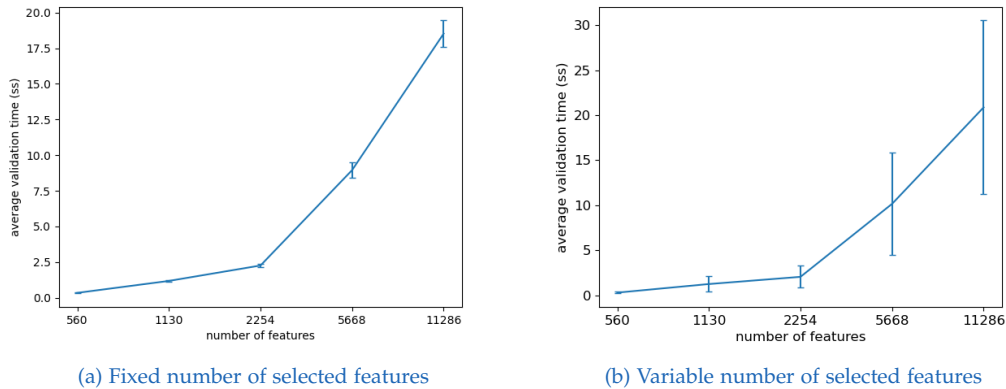 20.0
17.5
15.0
12.5
10.0
7.5
5.0
2.5
0.0
average validation time (ss)
560 1130 2254 5668 11286
number of features
(a) Fixed number of selected features
30
25
20
15
10
5
0
average validation time (ss)
560 1130 2254 5668 11286
number of features
(b) Variable number of selected features